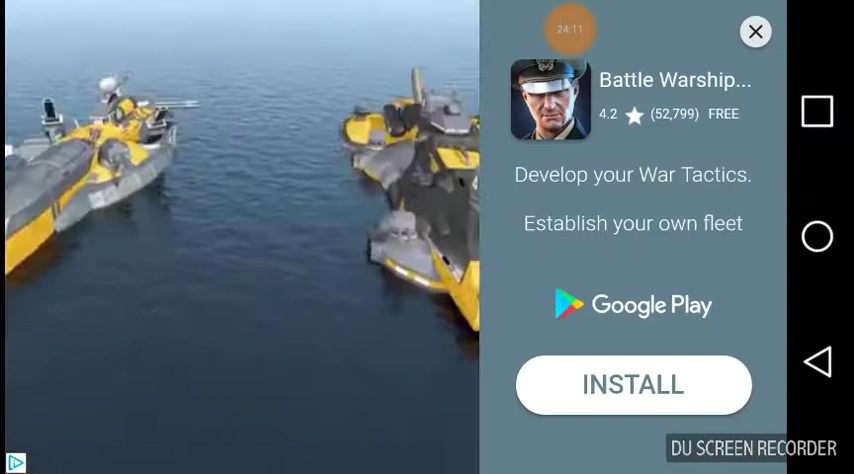 24:11
Battle Warship...
4.2 ★ (52,799) FREE
Develop your War Tactics.
Establish your own fleet
Google Play
INSTALL
DU SCREEN RECORDER